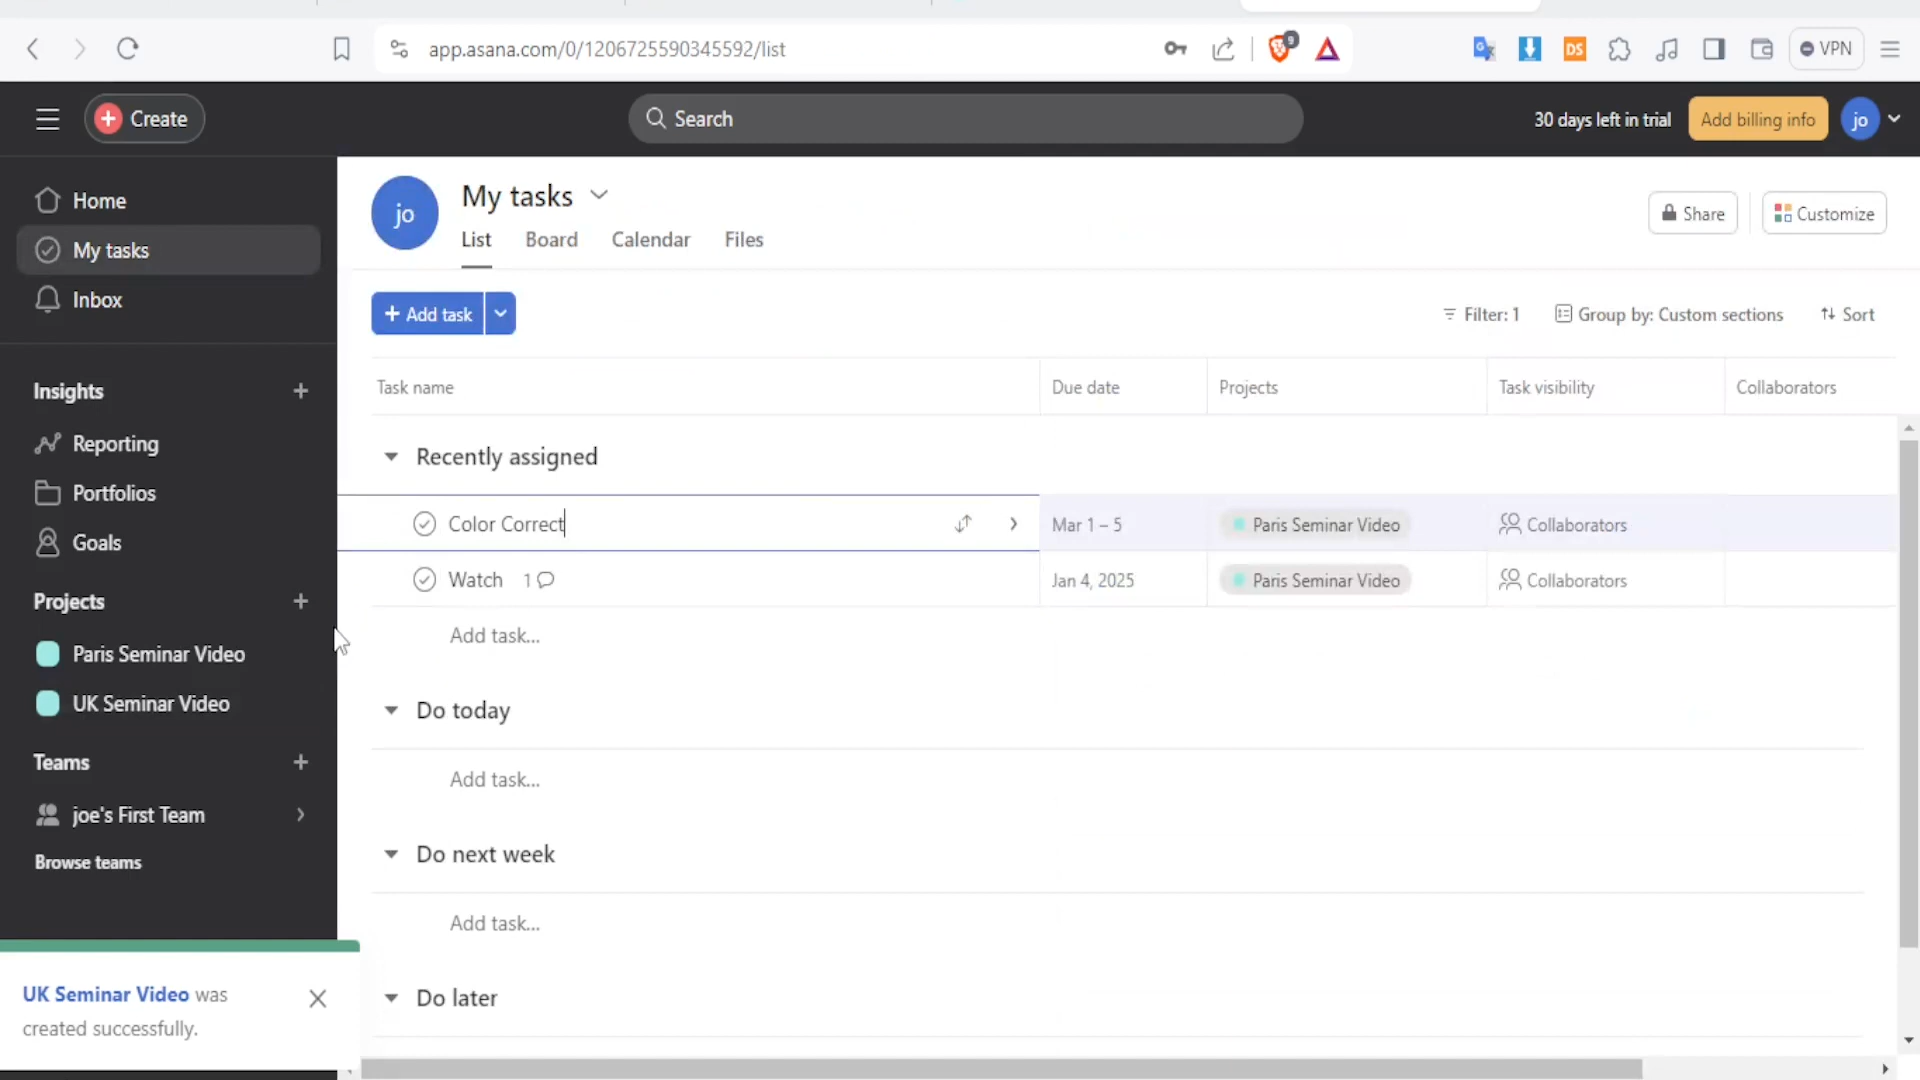 app.asana.com/0/1206725590345592/list
9
DS
VPN
Create
Search
30 days left in trial
Add billing info
jo
Home
My tasks
Inbox
Insights
Reporting
Portfolios
Goals
Projects
Paris Seminar Video
UK Seminar Video
Teams
joe's First Team
Browse teams
UK Seminar Video was
created successfully.
jo
My tasks
List Board Calendar Files
Share
Customize
Add task
Filter: 1
Group by: Custom sections
Sort
Task name Due date Projects Task visibility Collaborators
Recently assigned
Color Correct Mar 1 – 5 Paris Seminar Video Collaborators
Watch 1 Jan 4, 2025 Paris Seminar Video Collaborators
Add task...
Do today
Add task...
Do next week
Add task...
Do later